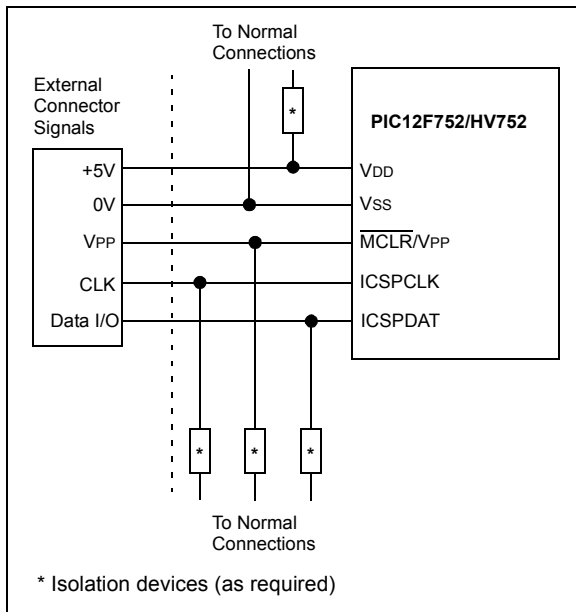 To Normal
Connections
External
Connector
Signals
*
PIC12F752/HV752
+5V
VDD
0V
VSS
VPP
MCLR/VPP
CLK
ICSPCLK
Data I/O
ICSPDAT
* * *
To Normal
Connections
* Isolation devices (as required)